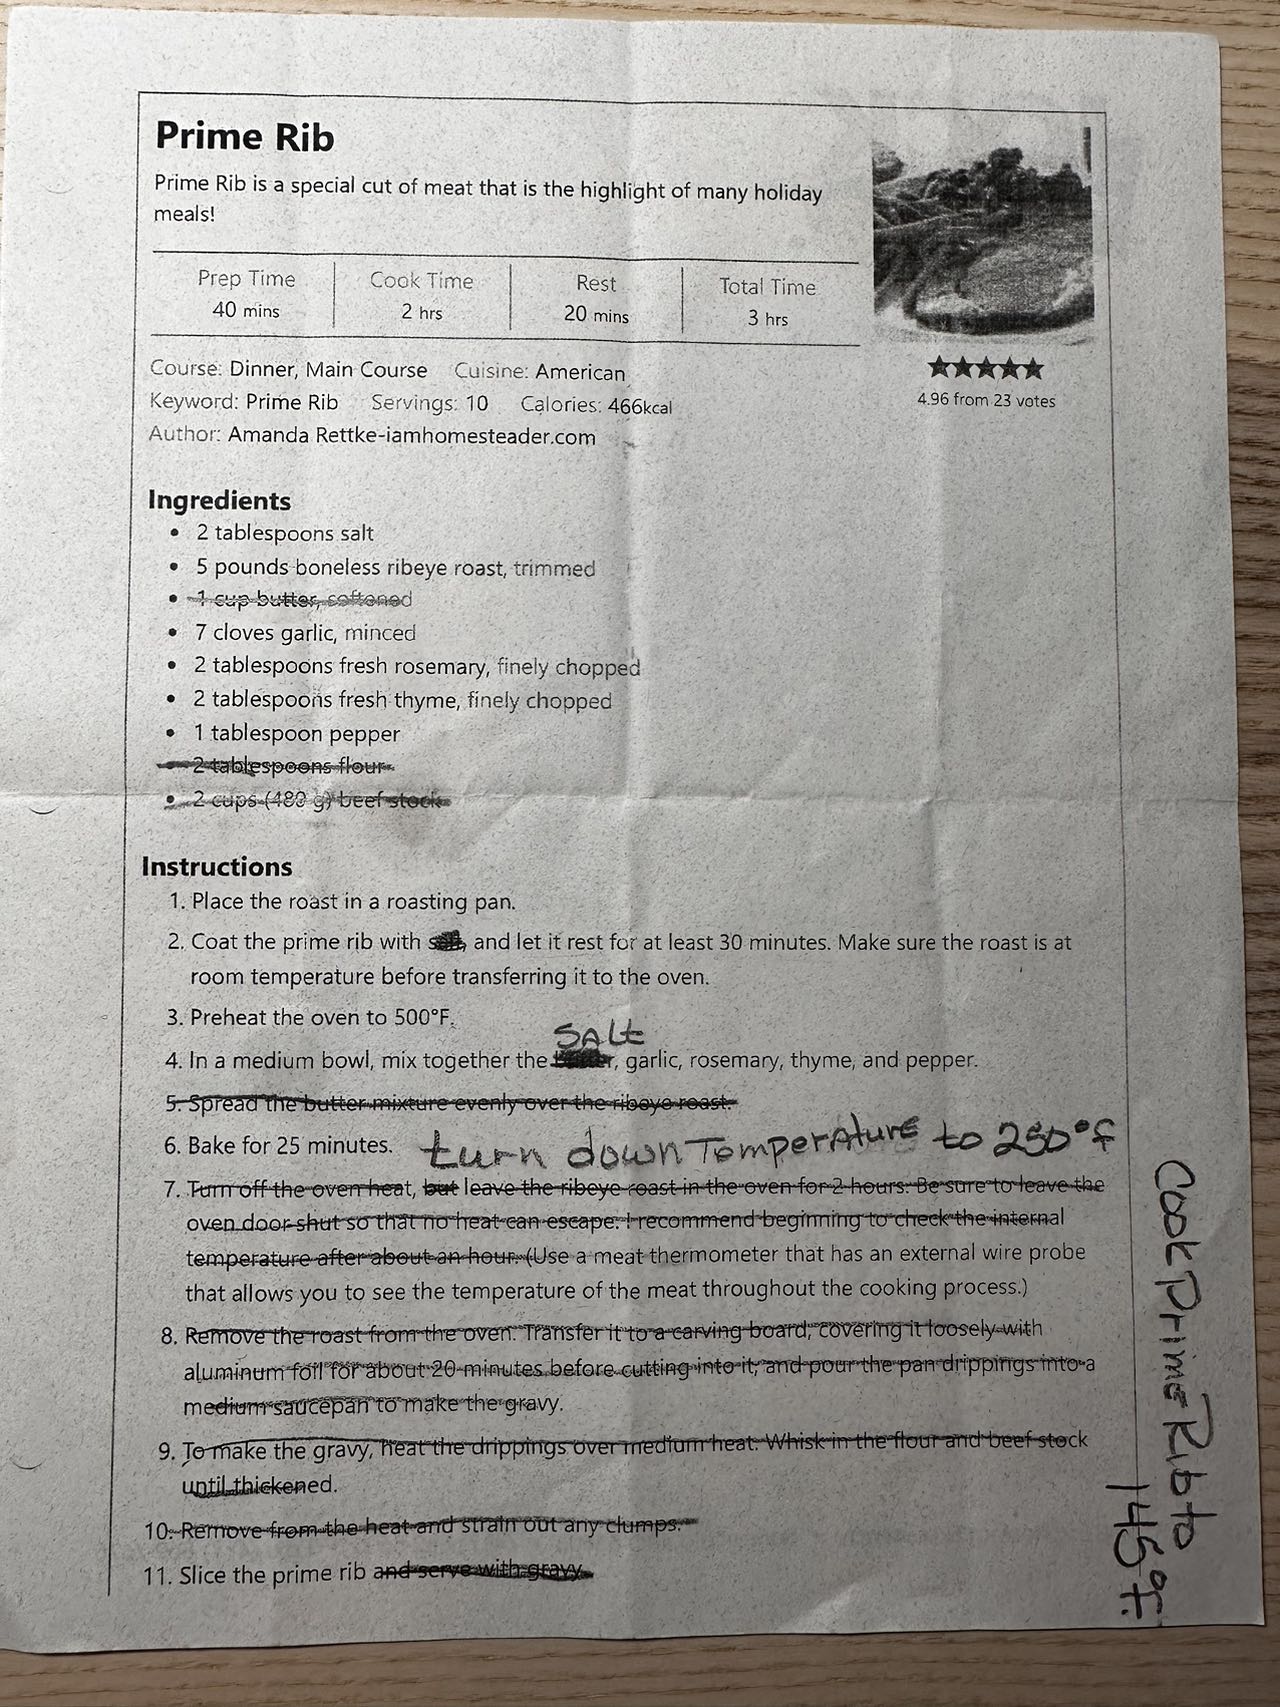 Prime Rib
Prime Rib is a special cut of meat that is the highlight of many holiday
meals!
Prep Time Cook Time Rest Total Time
40 mins 2 hrs 20 mins 3 hrs
Course: Dinner, Main Course Cuisine: American
Keyword: Prime Rib Servings: 10 Calories: 466kcal
4.96 from 23 votes
Author: Amanda Rettke-iamhomesteader.com
Ingredients
• 2 tablespoons salt
• 5 pounds boneless ribeye roast, trimmed
• 1 cup butter, softened
• 7 cloves garlic, minced
• 2 tablespoons fresh rosemary, finely chopped
• 2 tablespoons fresh thyme, finely chopped
• 1 tablespoon pepper
• 2 tablespoons flour
• 2 cups (480 g) beef stock
Instructions
1. Place the roast in a roasting pan.
2. Coat the prime rib with salt, and let it rest for at least 30 minutes. Make sure the roast is at
room temperature before transferring it to the oven.
3. Preheat the oven to 500°F.
SALt
4. In a medium bowl, mix together the butter, garlic, rosemary, thyme, and pepper.
5. Spread the butter mixture evenly over the ribeye roast.
6. Bake for 25 minutes. turn down Temperature to 250°f
7. Turn off the oven heat, but leave the ribeye roast in the oven for 2 hours. Be sure to leave the
oven door shut so that no heat can escape. I recommend beginning to check the internal
temperature after about an hour. (Use a meat thermometer that has an external wire probe
that allows you to see the temperature of the meat throughout the cooking process.)
8. Remove the roast from the oven. Transfer it to a carving board, covering it loosely with
aluminum foil for about 20 minutes before cutting into it, and pour the pan drippings into a
medium saucepan to make the gravy.
9. To make the gravy, heat the drippings over medium heat. Whisk in the flour and beef stock
until thickened.
10. Remove from the heat and strain out any clumps.
11. Slice the prime rib and serve with gravy.
Cook Prime Rib to
145°f.